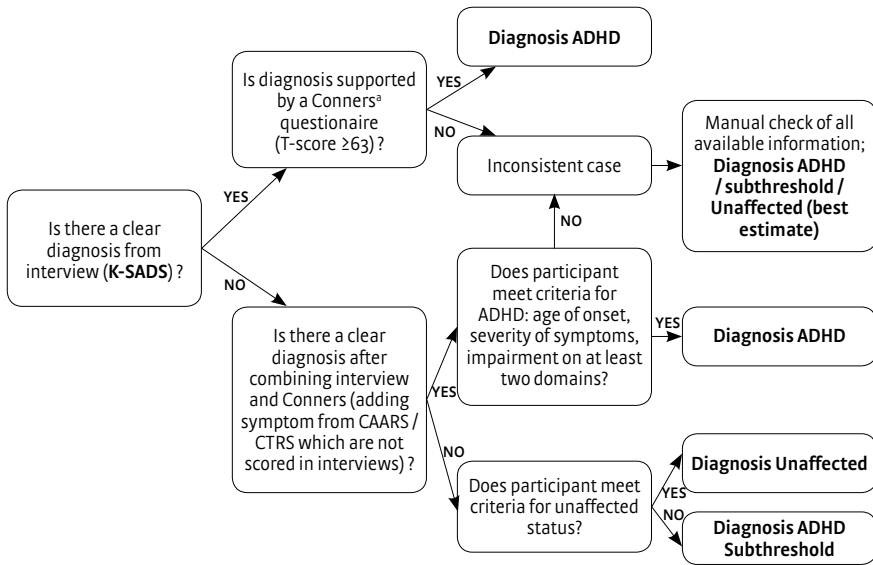 Is there a clear
diagnosis from
interview (K-SADS) ?
YES
NO
Is diagnosis supported
by a Connersᵃ
questionaire
(T-score ≥63) ?
YES
NO
Diagnosis ADHD
Inconsistent case
Manual check of all
available information;
Diagnosis ADHD
/ subthreshold /
Unaffected (best
estimate)
NO
Is there a clear
diagnosis after
combining interview
and Conners (adding
symptom from CAARS /
CTRS which are not
scored in interviews) ?
YES
NO
Does participant
meet criteria for
ADHD: age of onset,
severity of symptoms,
impairment on at least
two domains?
YES
Diagnosis ADHD
Does participant meet
criteria for unaffected
status?
YES
NO
Diagnosis Unaffected
Diagnosis ADHD
Subthreshold